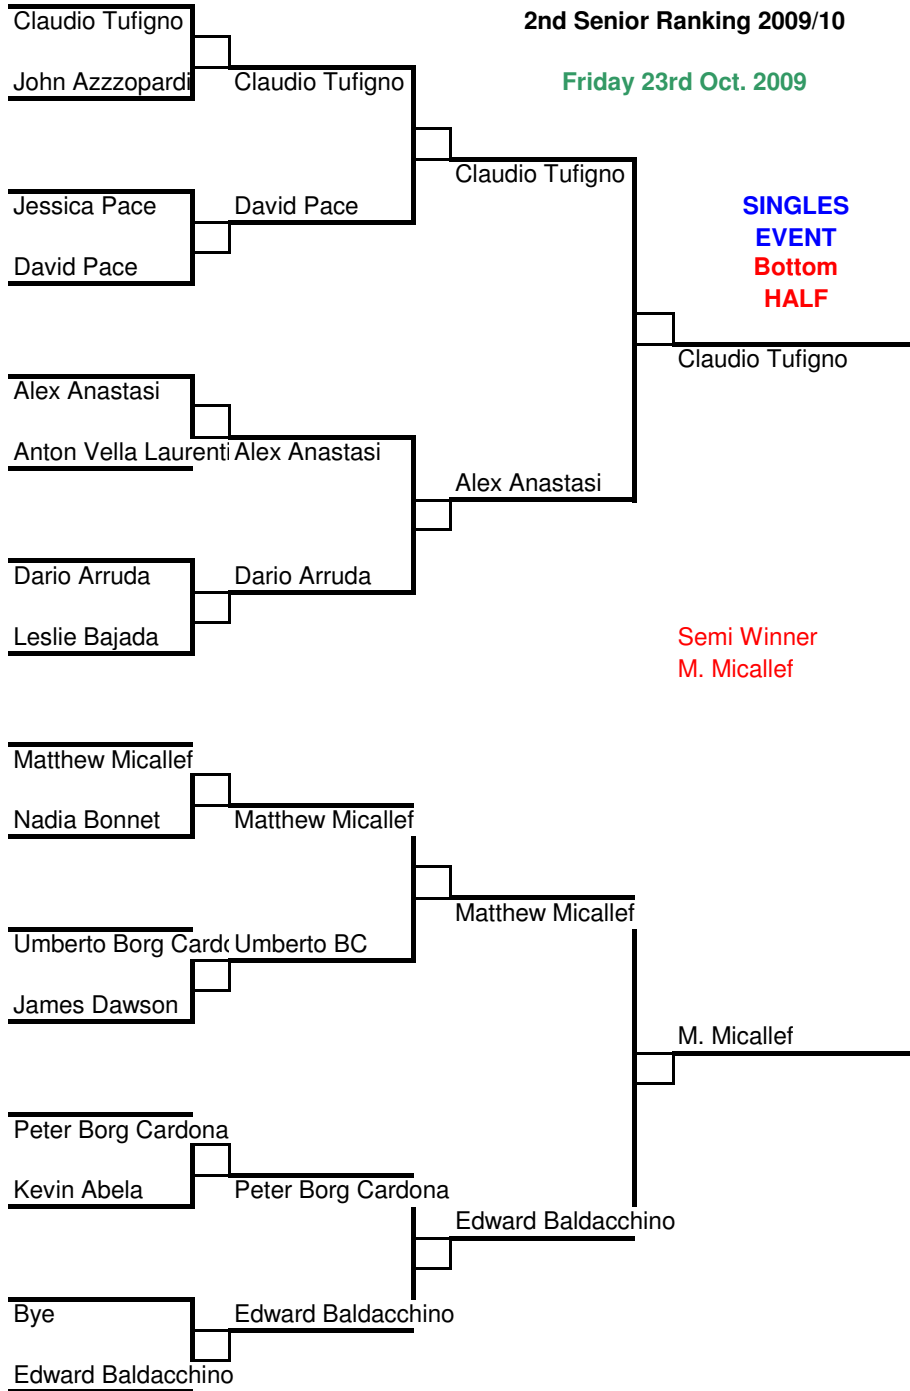 Claudio Tufigno
2nd Senior Ranking 2009/10
John Azzzopardi
Claudio Tufigno
Friday 23rd Oct. 2009
Claudio Tufigno
Jessica Pace
David Pace
SINGLES
EVENT
David Pace
Bottom
HALF
Claudio Tufigno
Alex Anastasi
Anton Vella Laurenti
Alex Anastasi
Alex Anastasi
Dario Arruda
Dario Arruda
Leslie Bajada
Semi Winner
M. Micallef
Matthew Micallef
Nadia Bonnet
Matthew Micallef
Matthew Micallef
Umberto Borg Cardo
Umberto BC
James Dawson
M. Micallef
Peter Borg Cardona
Kevin Abela
Peter Borg Cardona
Edward Baldacchino
Bye
Edward Baldacchino
Edward Baldacchino